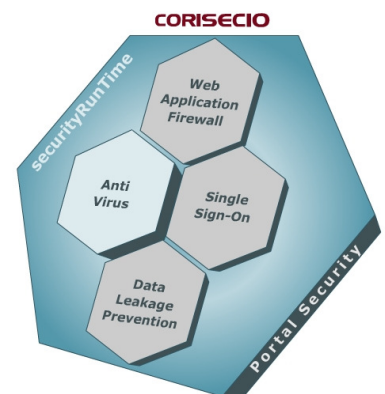 CORISECIO
securityRunTime
Web
Application
Firewall
Anti
Virus
Single
Sign-On
Data
Leakage
Prevention
Portal Security